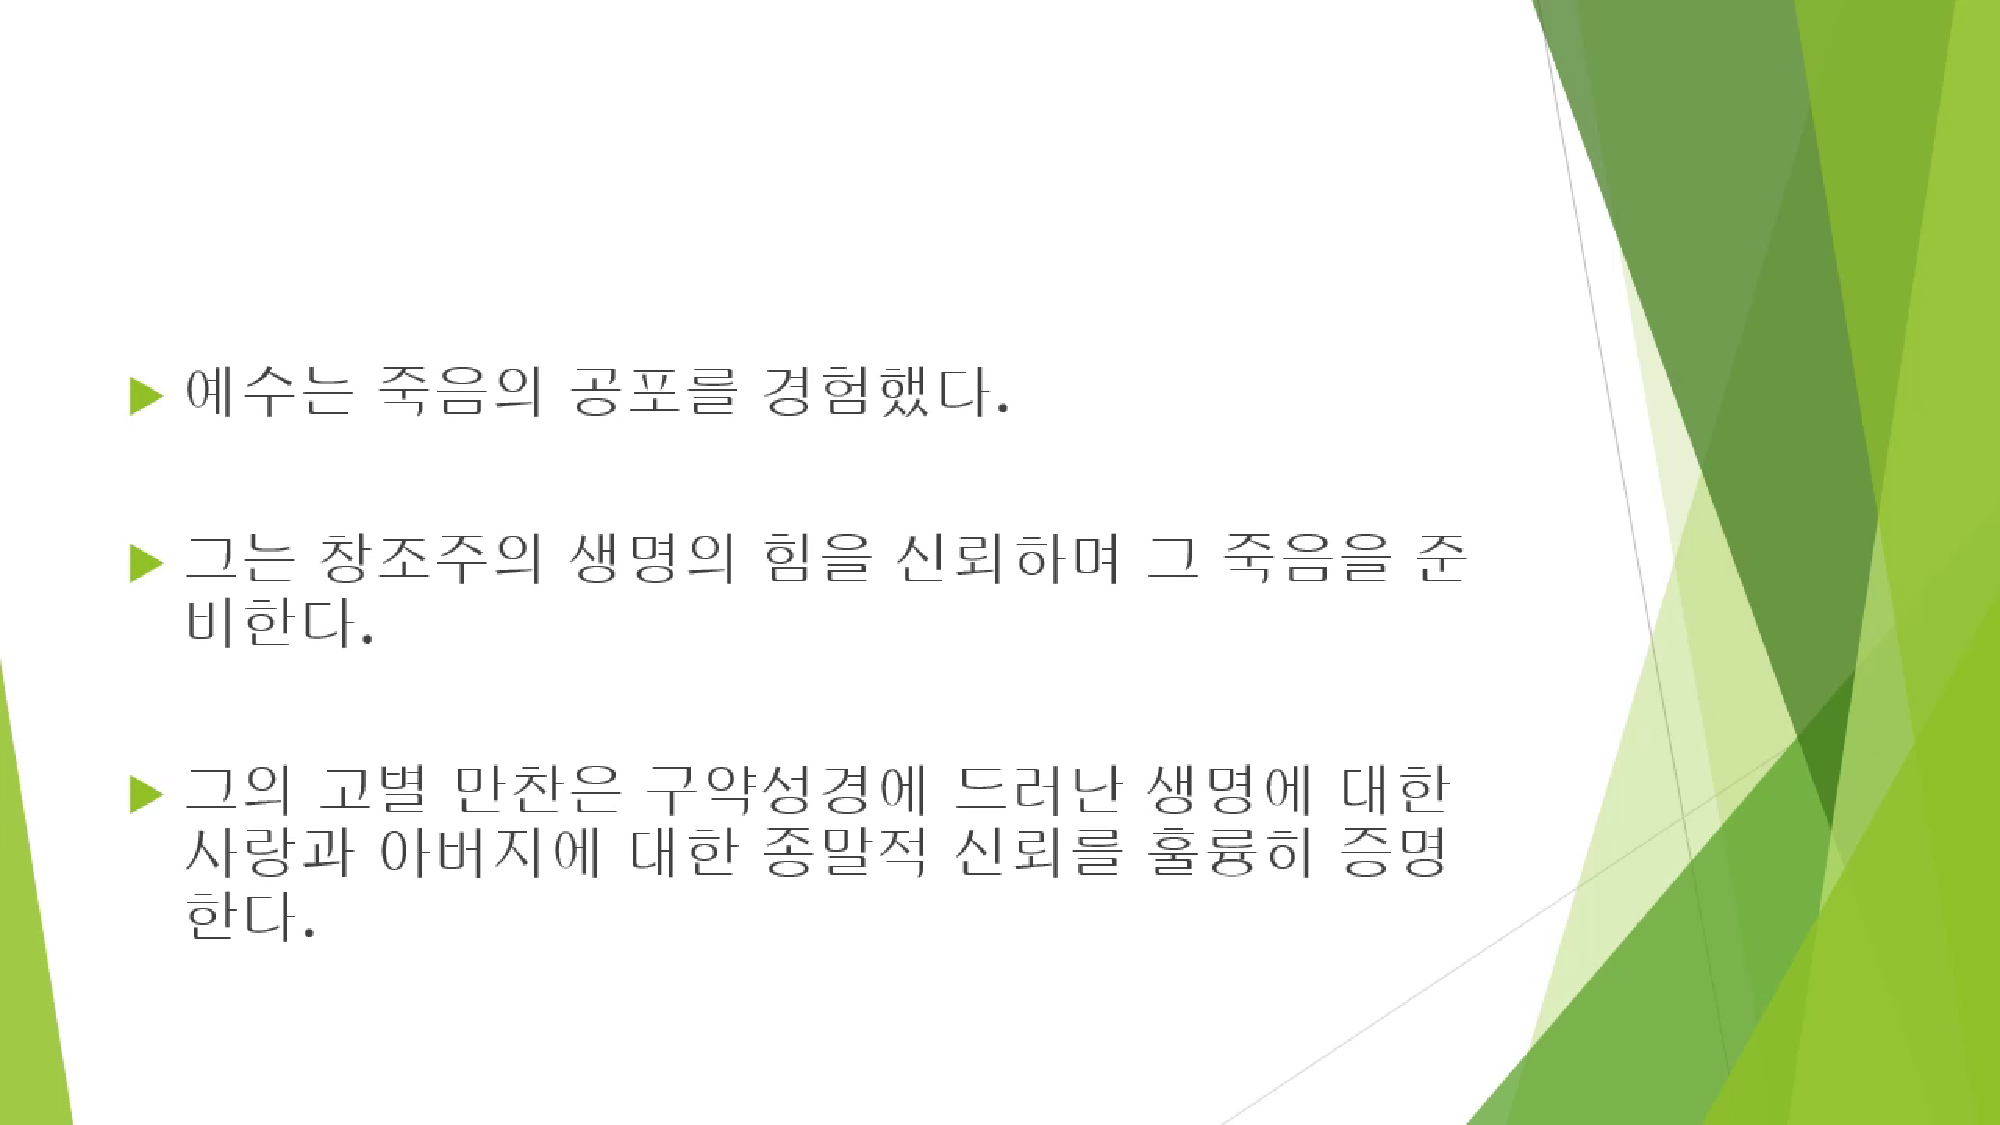 예수는 죽음의 공포를 경험했다.
그는 창조주의 생명의 힘을 신뢰하며 그 죽음을 준
비한다.
그의 고별 만찬은 구약성경에 드러난 생명에 대한
사랑과 아버지에 대한 종말적 신뢰를 훌륭히 증명
한다.